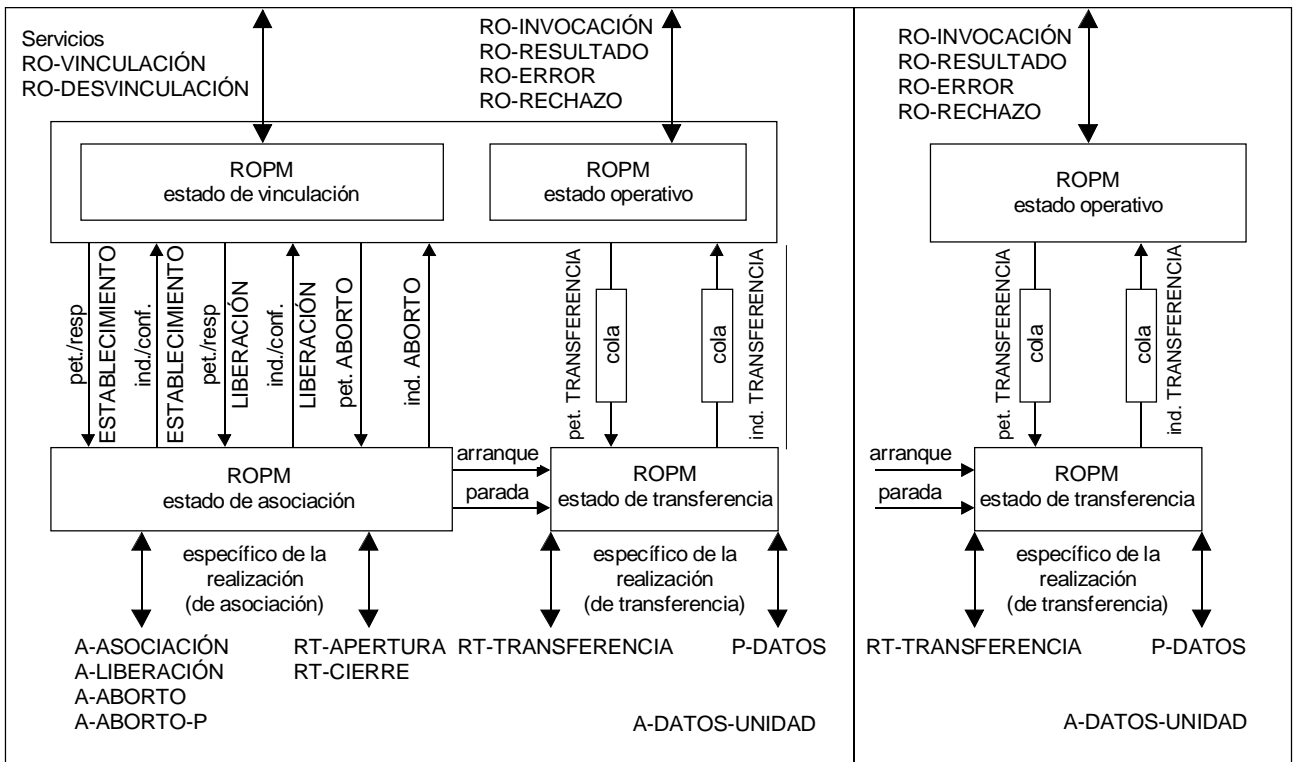 Servicios
RO-VINCULACIÓN
RO-DESVINCULACIÓN
RO-INVOCACIÓN
RO-RESULTADO
RO-ERROR
RO-RECHAZO
ROPM
estado de vinculación
ROPM
estado operativo
pet./resp
ESTABLECIMIENTO
ind./conf.
ESTABLECIMIENTO
pet./resp
LIBERACIÓN
ind./conf.
LIBERACIÓN
pet. ABORTO
ind. ABORTO
pet. TRANSFERENCIA
cola
cola
ind. TRANSFERENCIA
ROPM
estado de asociación
arranque
parada
ROPM
estado de transferencia
específico de la
realización
(de asociación)
específico de la
realización
(de transferencia)
A-ASOCIACIÓN
A-LIBERACIÓN
A-ABORTO
A-ABORTO-P
RT-APERTURA
RT-CIERRE
RT-TRANSFERENCIA
P-DATOS
A-DATOS-UNIDAD
RO-INVOCACIÓN
RO-RESULTADO
RO-ERROR
RO-RECHAZO
ROPM
estado operativo
pet. TRANSFERENCIA
cola
cola
ind. TRANSFERENCIA
arranque
parada
ROPM
estado de transferencia
específico de la
realización
(de transferencia)
RT-TRANSFERENCIA
P-DATOS
A-DATOS-UNIDAD